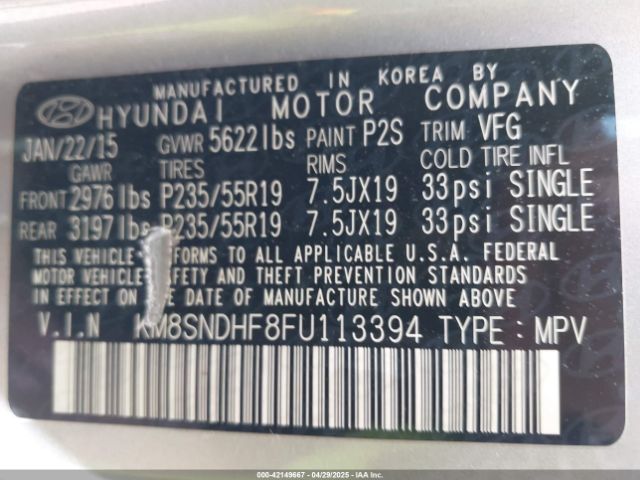 MANUFACTURED IN KOREA BY
HYUNDAI MOTOR COMPANY
JAN/22/15 GVWR 5622lbs PAINT P2S TRIM VFG
GAWR TIRES RIMS COLD TIRE INFL
FRONT 2976lbs P235/55R19 7.5JX19 33psi SINGLE
REAR 3197lbs P235/55R19 7.5JX19 33psi SINGLE
THIS VEHICLE TO ALL APPLICABLE U.S.A. FEDERAL
MOTOR VEHICLE SAFETY AND THEFT PREVENTION STANDARDS
IN EFFECT ON THE DATE OF MANUFACTURE SHOWN ABOVE
V.I.N KM8SNDHF8FU113394 TYPE: MPV
000-42149667 - 04/29/2025 - IAAIUS